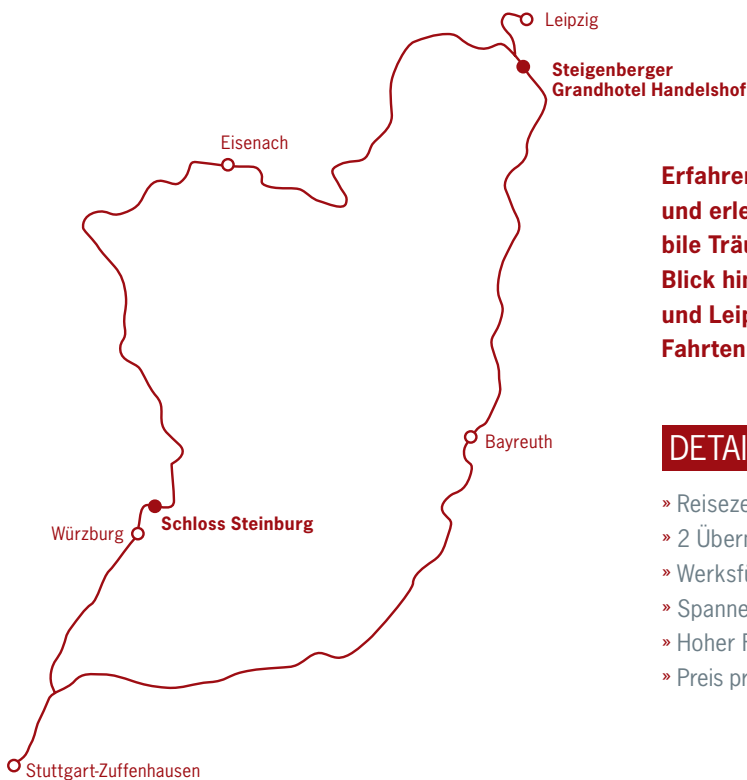 Leipzig
Steigenberger
Grandhotel Handelshof
Eisenach
Bayreuth
Schloss Steinburg
Würzburg
Stuttgart-Zuffenhausen
Erfahren
und erle
bile Träu
Blick hin
und Leip
Fahrten
DETAI
» Reiseze
» 2 Übern
» Werksfü
» Spanne
» Hoher F
» Preis pr